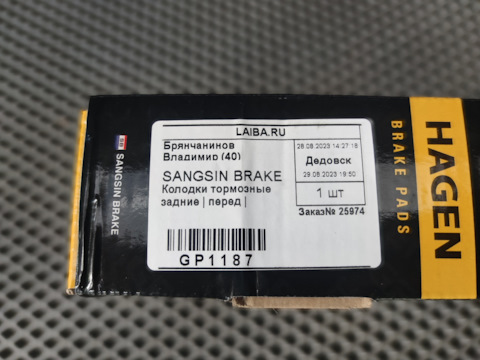 LAIBA.RU
Брянчанинов
Владимир (40)
28.08.2023 14:27:18
Дедовск
29.08.2023 19:50
SANGSIN BRAKE
Колодки тормозные
задние | перед |
1 шт
Заказ№ 25974
GP1187
SANGSIN BRAKE
HAGEN
BRAKE PADS